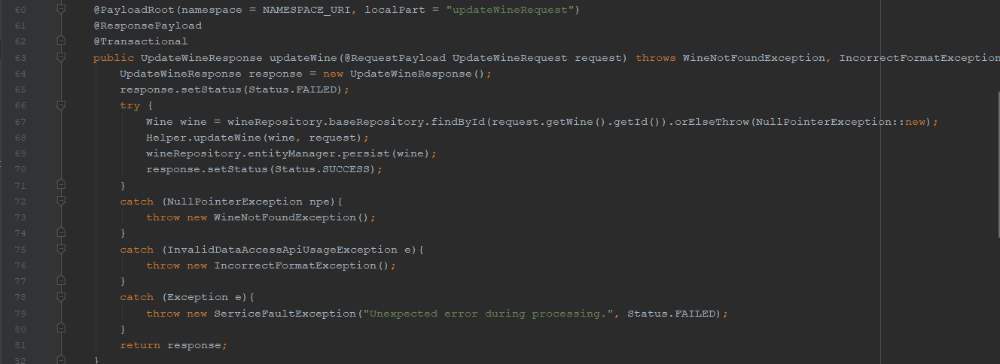 60 @PayloadRoot(namespace = NAMESPACE_URI, localPart = "updateWineRequest")
61 @ResponsePayload
62 @Transactional
63 public UpdateWineResponse updateWine(@RequestPayload UpdateWineRequest request) throws WineNotFoundException, IncorrectFormatException
64 UpdateWineResponse response = new UpdateWineResponse();
65 response.setStatus(Status.FAILED);
66 try {
67 Wine wine = wineRepository.baseRepository.findById(request.getWine().getId()).orElseThrow(NullPointerException::new);
68 Helper.updateWine(wine, request);
69 wineRepository.entityManager.persist(wine);
70 response.setStatus(Status.SUCCESS);
71 }
72 catch (NullPointerException npe){
73 throw new WineNotFoundException();
74 }
75 catch (InvalidDataAccessApiUsageException e){
76 throw new IncorrectFormatException();
77 }
78 catch (Exception e){
79 throw new ServiceFaultException("Unexpected error during processing.", Status.FAILED);
80 }
81 return response;
82 }